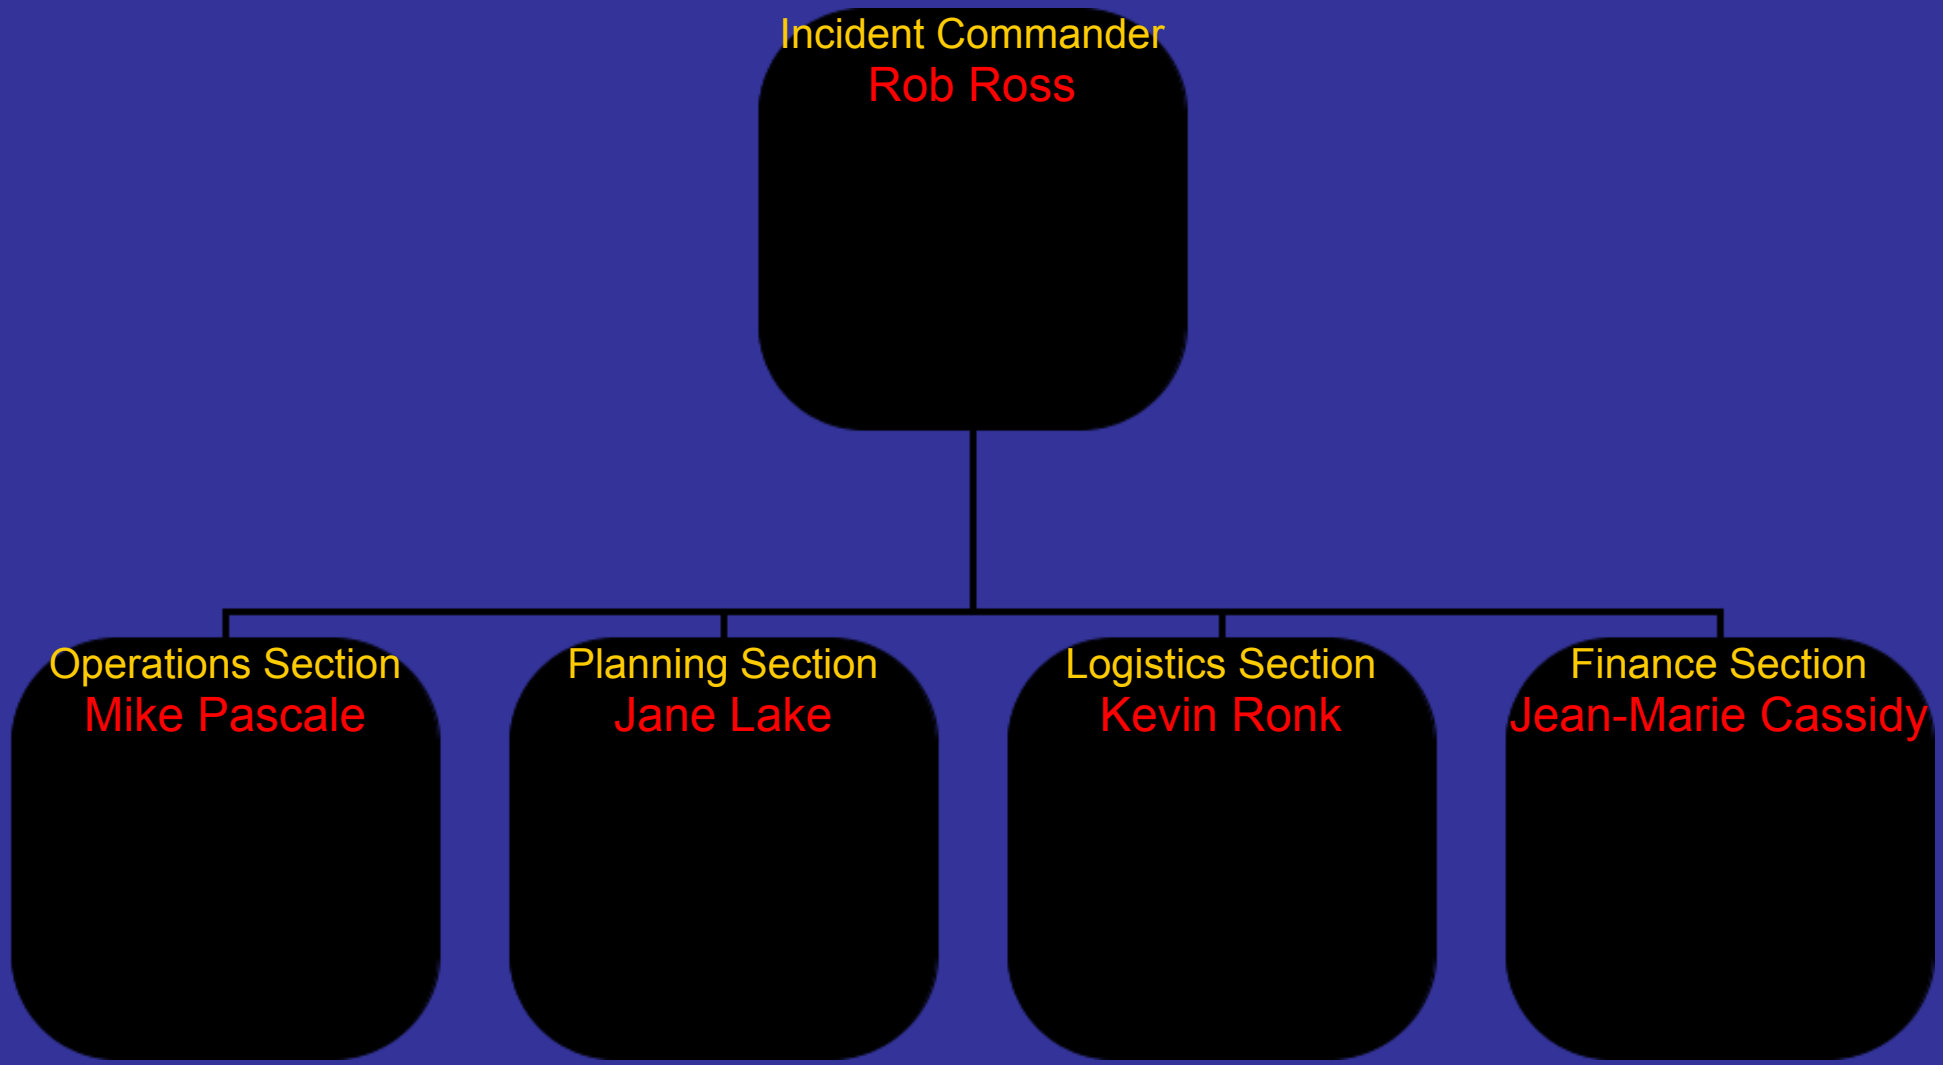 Incident Commander
Rob Ross
Operations Section
Mike Pascale
Planning Section
Jane Lake
Logistics Section
Kevin Ronk
Finance Section
Jean-Marie Cassidy